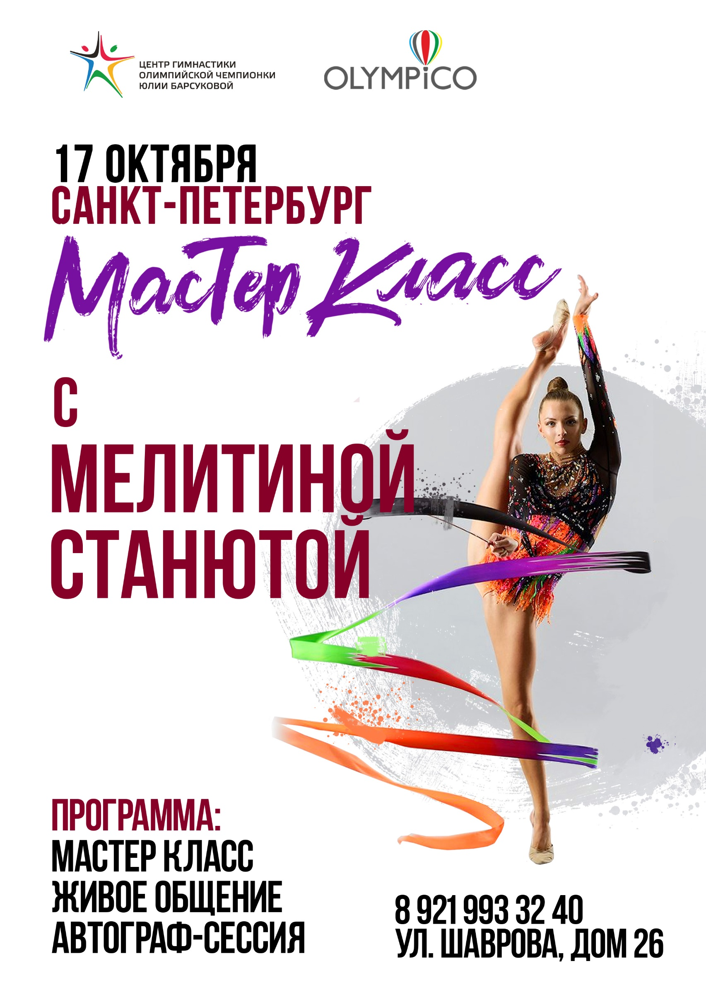 ЦЕНТР ГИМНАСТИКИ
ОЛИМПИЙСКОЙ ЧЕМПИОНКИ
ЮЛИИ БАРСУКОВОЙ
OLYMPiCO
17 ОКТЯБРЯ
САНКТ-ПЕТЕРБУРГ
МасТер Класс
С
МЕЛИТИНОЙ
СТАНЮТОЙ
ПРОГРАММА:
МАСТЕР КЛАСС
ЖИВОЕ ОБЩЕНИЕ
АВТОГРАФ-СЕССИЯ
8 921 993 32 40
УЛ. ШАВРОВА, ДОМ 26